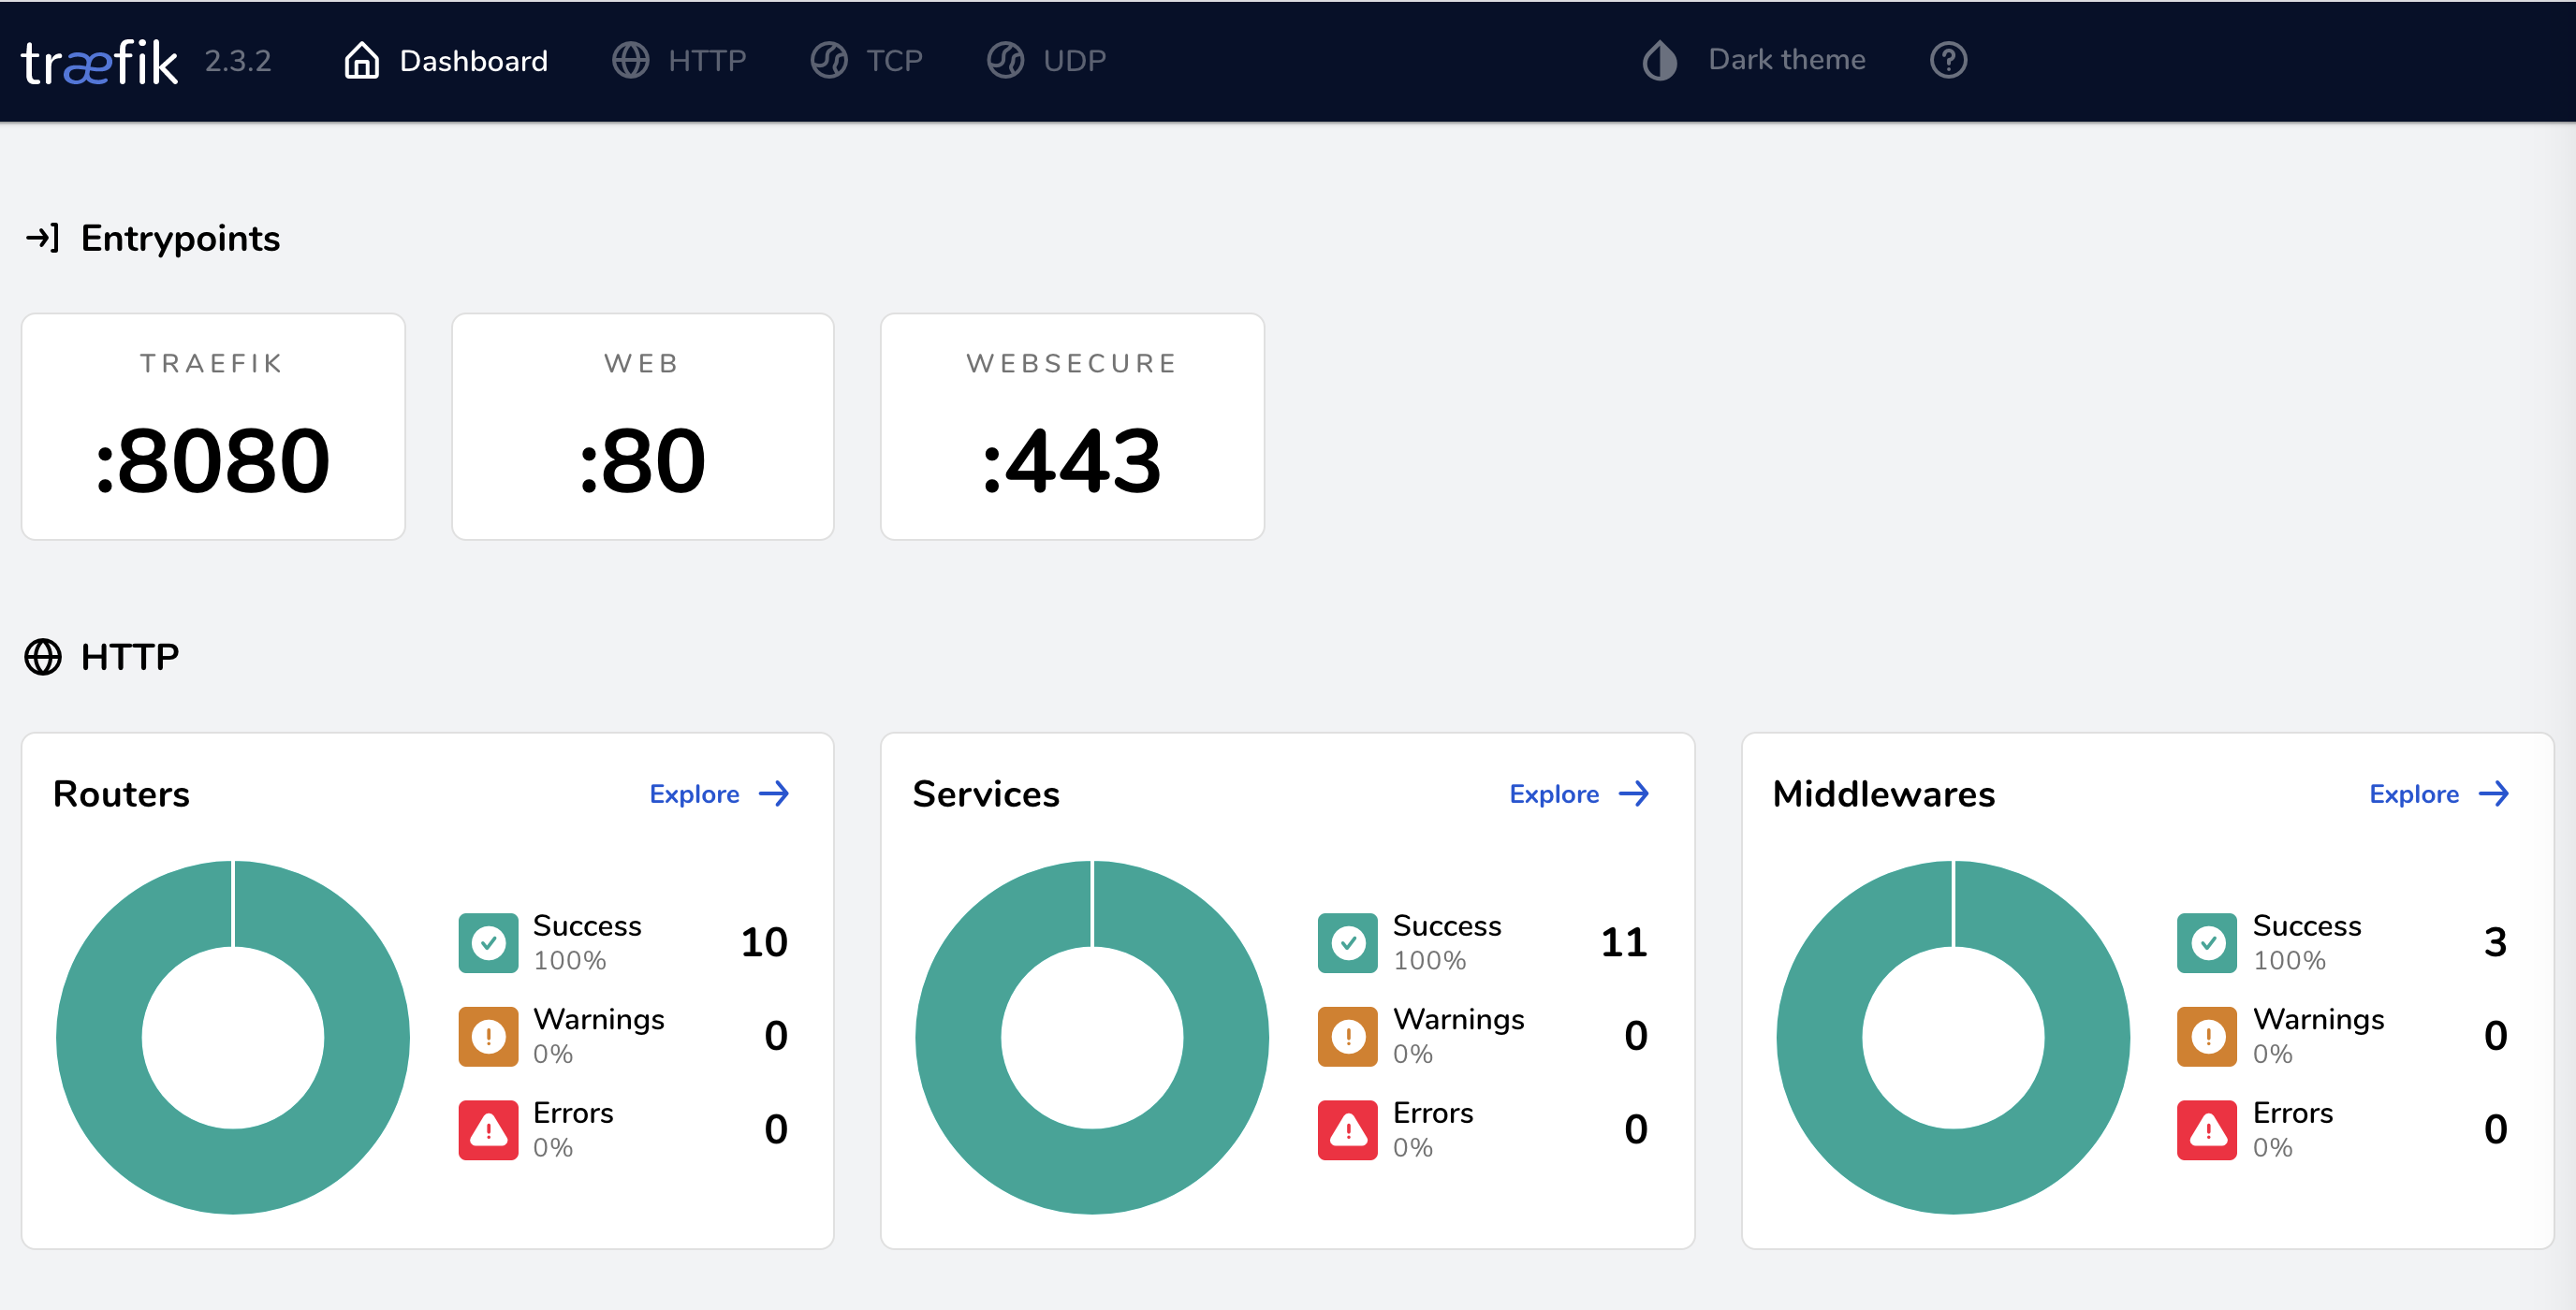 træfik 2.3.2 Dashboard HTTP TCP UDP Dark theme
Entrypoints
TRAEFIK WEB WEBSECURE
:8080 :80 :443
HTTP
Routers Explore
Success 10
100%
Warnings 0
0%
Errors 0
0%
Services Explore
Success 11
100%
Warnings 0
0%
Errors 0
0%
Middlewares Explore
Success 3
100%
Warnings 0
0%
Errors 0
0%